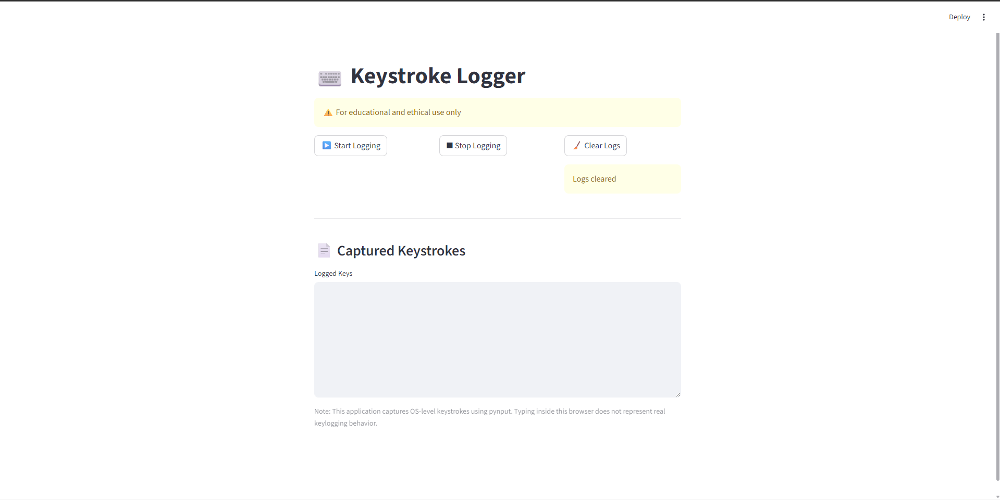 Deploy
Keystroke Logger
For educational and ethical use only
Start Logging
Stop Logging
Clear Logs
Logs cleared
Captured Keystrokes
Logged Keys
Note: This application captures OS-level keystrokes using pynput. Typing inside this browser does not represent real
keylogging behavior.